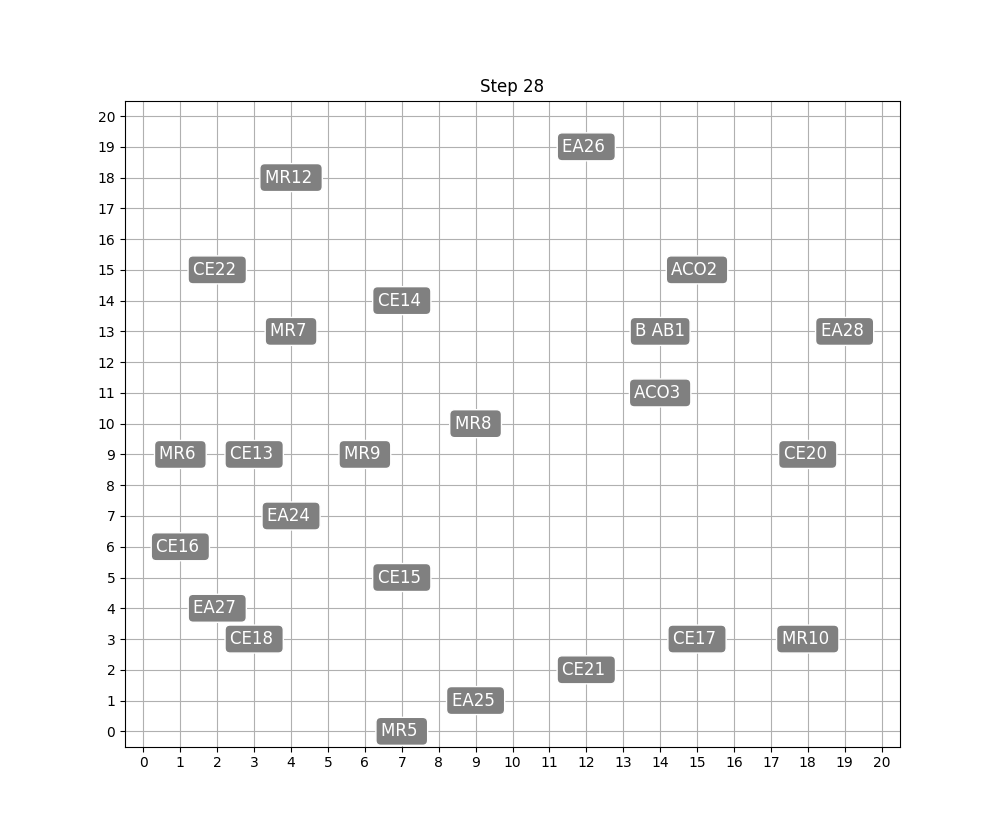 Step 28
20
19
18
17
16
15
14
13
12
11
10
9
8
7
6
5
4
3
2
1
0
EA26
MR12
CE22
ACO2
CE14
MR7
B AB1
EA28
ACO3
MR8
MR6
CE13
MR9
CE20
EA24
CE16
CE15
EA27
CE18
CE17
MR10
CE21
EA25
MR5
0 1 2 3 4 5 6 7 8 9 10 11 12 13 14 15 16 17 18 19 20